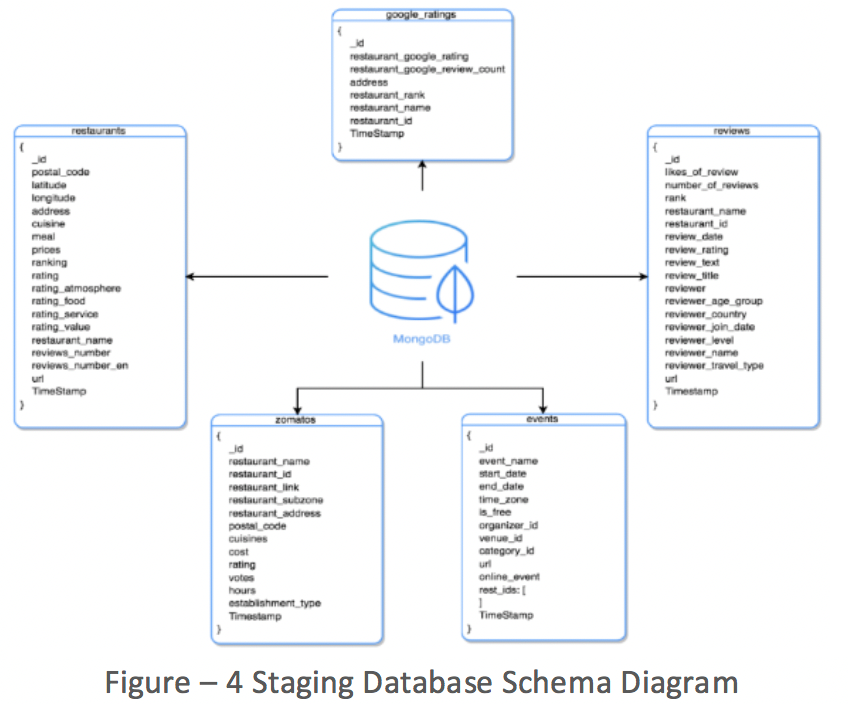 google_ratings
{
_id
restaurant_google_rating
restaurant_google_review_count
address
restaurant_rank
restaurant_name
restaurant_id
TimeStamp
}
restaurants
{
_id
postal_code
latitude
longitude
address
cuisine
meal
prices
ranking
rating
rating_atmosphere
rating_food
rating_service
rating_value
restaurant_name
reviews_number
reviews_number_en
url
TimeStamp
}
MongoDB
reviews
{
_id
likes_of_review
number_of_reviews
rank
restaurant_name
restaurant_id
review_date
review_rating
review_text
review_title
reviewer
reviewer_age_group
reviewer_country
reviewer_join_date
reviewer_level
reviewer_name
reviewer_travel_type
url
Timestamp
}
zomatos
{
_id
restaurant_name
restaurant_id
restaurant_link
restaurant_subzone
restaurant_address
postal_code
cuisines
cost
rating
votes
hours
establishment_type
Timestamp
}
events
{
_id
event_name
start_date
end_date
time_zone
is_free
organizer_id
venue_id
category_id
url
online_event
rest_ids: [
]
TimeStamp
}
Figure – 4 Staging Database Schema Diagram